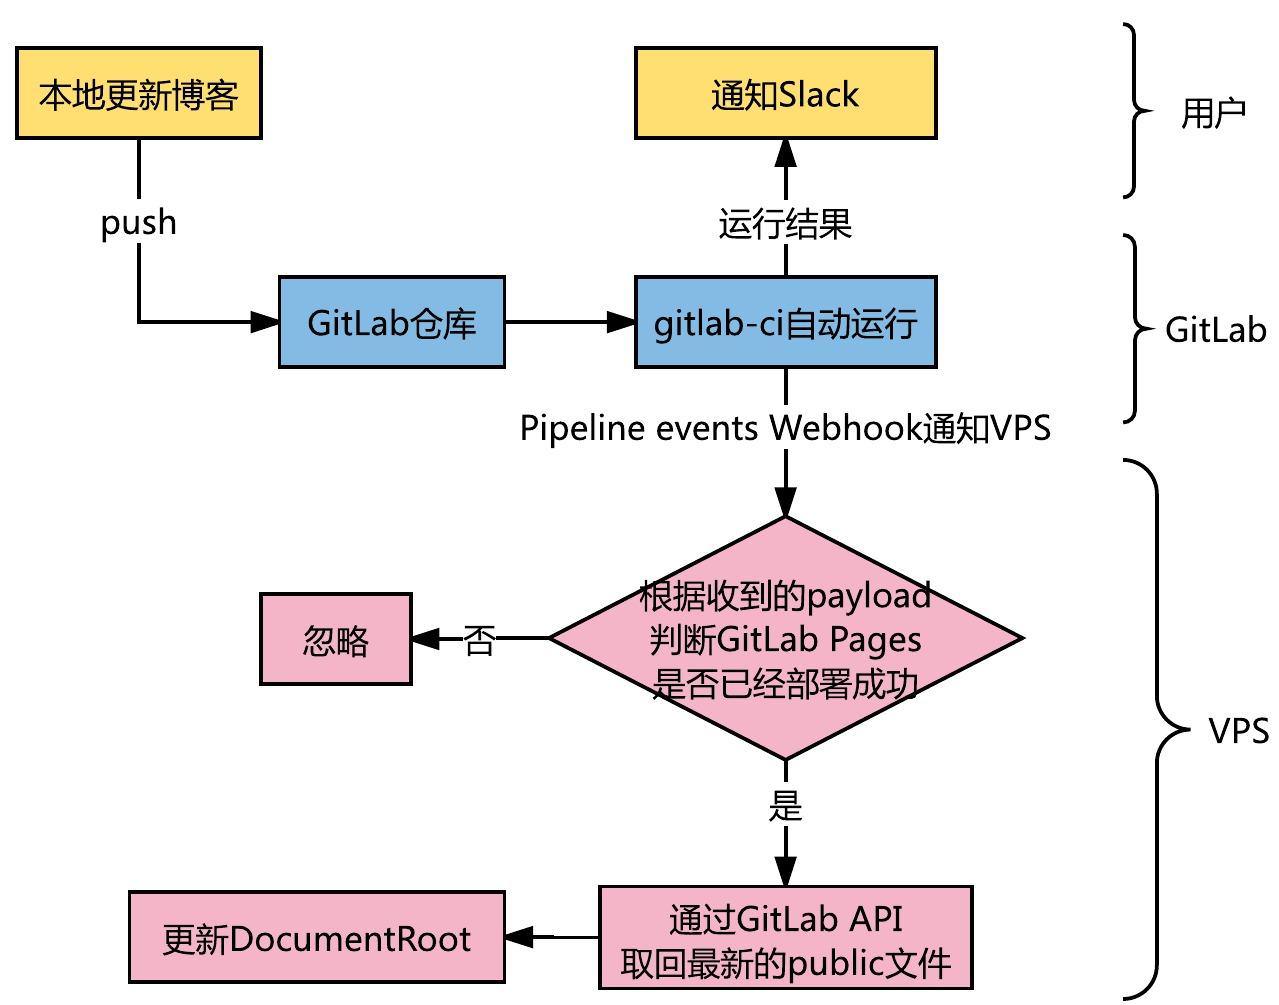 本地更新博客
通知Slack
用户
push
运行结果
GitLab仓库
gitlab-ci自动运行
GitLab
Pipeline events Webhook通知VPS
根据收到的payload
判断GitLab Pages
是否已经部署成功
否
忽略
VPS
是
通过GitLab API
取回最新的public文件
更新DocumentRoot